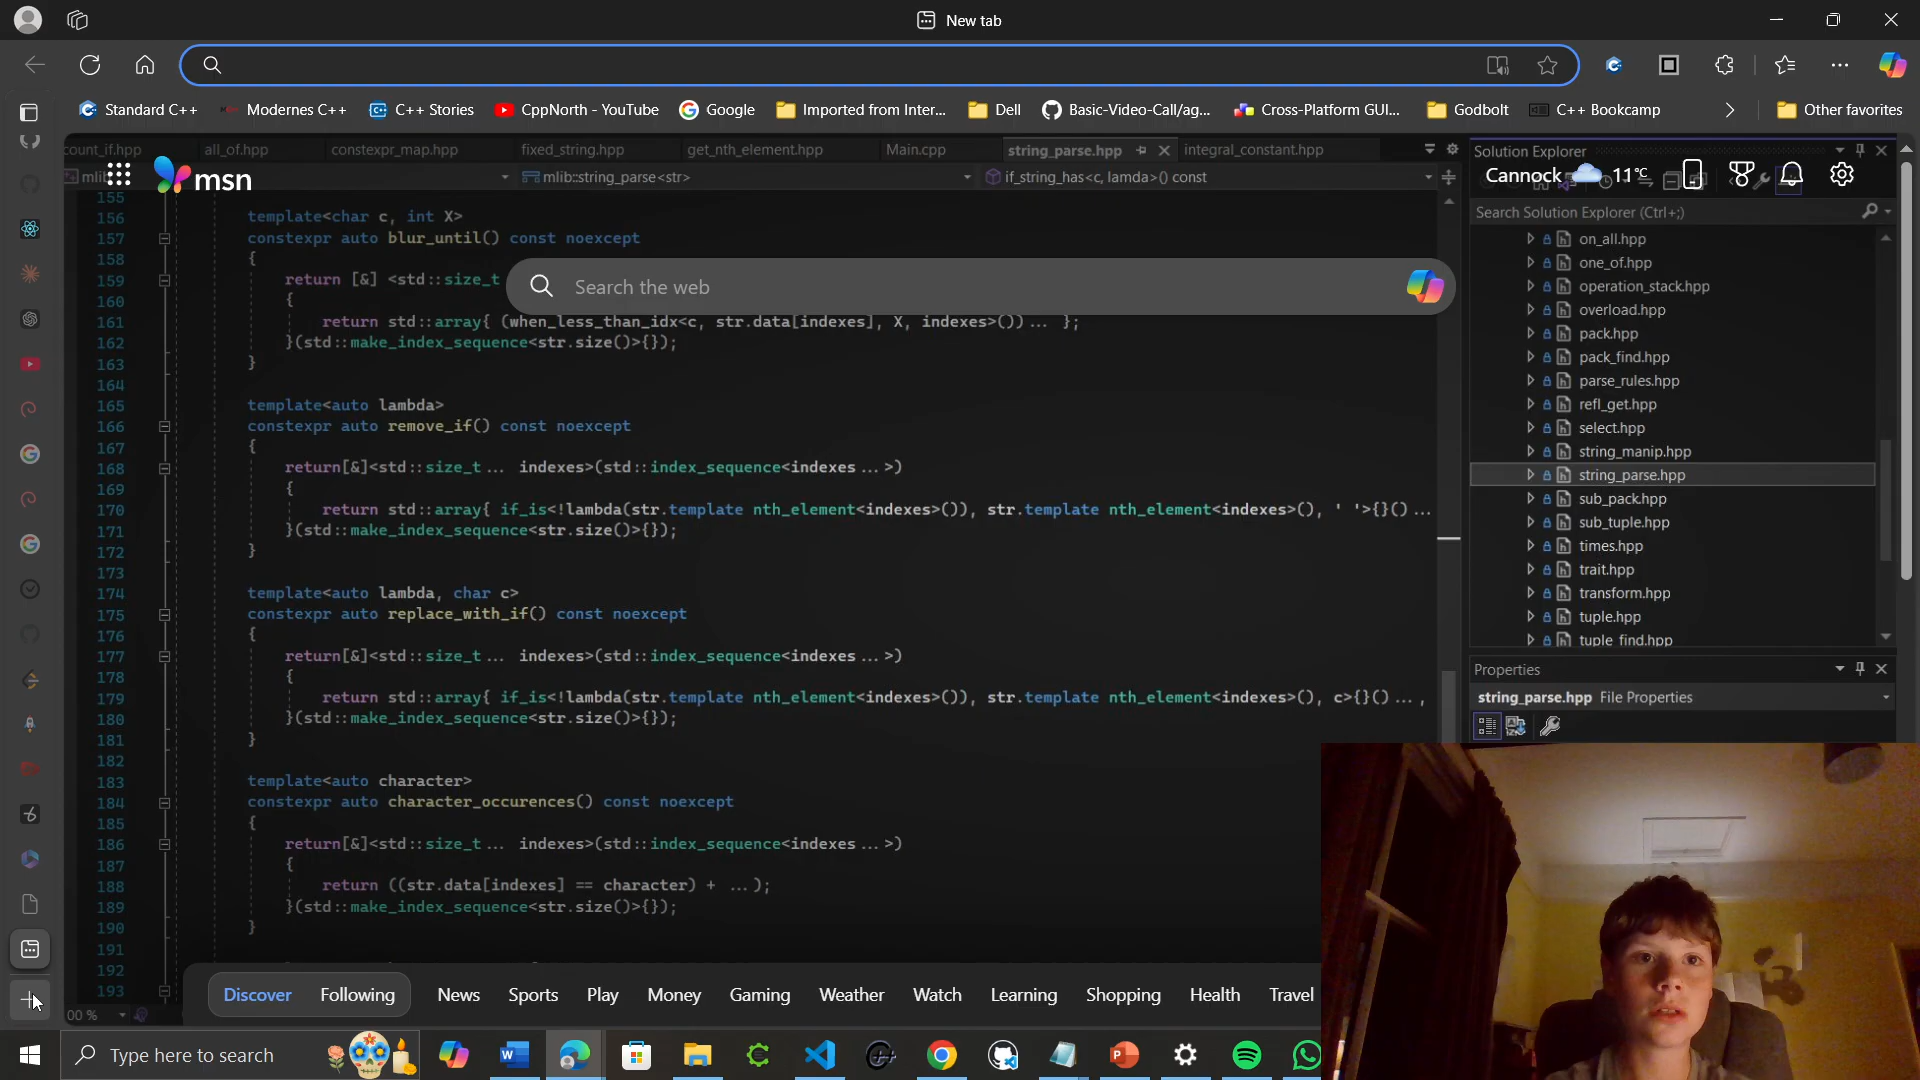 New tab
Standard C++
Modernes C++
C++ Stories
CppNorth - YouTube
Google
Imported from Inter...
Dell
Basic-Video-Call/ag...
Cross-Platform GUI...
Godbolt
C++ Bookcamp
Other favorites
count_if.hpp
all_of.hpp
constexpr_map.hpp
fixed_string.hpp
get_nth_element.hpp
Main.cpp
string_parse.hpp
integral_constant.hpp
Solution Explorer
msn
mlib::string_parse<str>
if_string_has<c, lamda>() const
Cannock
11°C
Search Solution Explorer (Ctrl+;)
Search the web
155
156 template<char c, int X>
157 constexpr auto blur_until() const noexcept
158 {
159 return [&] <std::size_t
160 {
161 return std::array{ (when_less_than_idx<c, str.data[indexes], X, indexes>())... };
162 }(std::make_index_sequence<str.size()>{});
163 }
164
165 template<auto lambda>
166 constexpr auto remove_if() const noexcept
167 {
168 return[&]<std::size_t... indexes>(std::index_sequence<indexes...>)
169 {
170 return std::array{ if_is<!lambda(str.template nth_element<indexes>()), str.template nth_element<indexes>(), ' '>{}()...
171 }(std::make_index_sequence<str.size()>{});
172 }
173
174 template<auto lambda, char c>
175 constexpr auto replace_with_if() const noexcept
176 {
177 return[&]<std::size_t... indexes>(std::index_sequence<indexes...>)
178 {
179 return std::array{ if_is<!lambda(str.template nth_element<indexes>()), str.template nth_element<indexes>(), c>{}()...,
180 }(std::make_index_sequence<str.size()>{});
181 }
182
183 template<auto character>
184 constexpr auto character_occurences() const noexcept
185 {
186 return[&]<std::size_t... indexes>(std::index_sequence<indexes...>)
187 {
188 return ((str.data[indexes] == character) + ...);
189 }(std::make_index_sequence<str.size()>{});
190 }
191
192
193
on_all.hpp
one_of.hpp
operation_stack.hpp
overload.hpp
pack.hpp
pack_find.hpp
parse_rules.hpp
refl_get.hpp
select.hpp
string_manip.hpp
string_parse.hpp
sub_pack.hpp
sub_tuple.hpp
times.hpp
trait.hpp
transform.hpp
tuple.hpp
tuple_find.hpp
Properties
string_parse.hpp File Properties
Discover
Following
News
Sports
Play
Money
Gaming
Weather
Watch
Learning
Shopping
Health
Travel
00 %
Type here to search